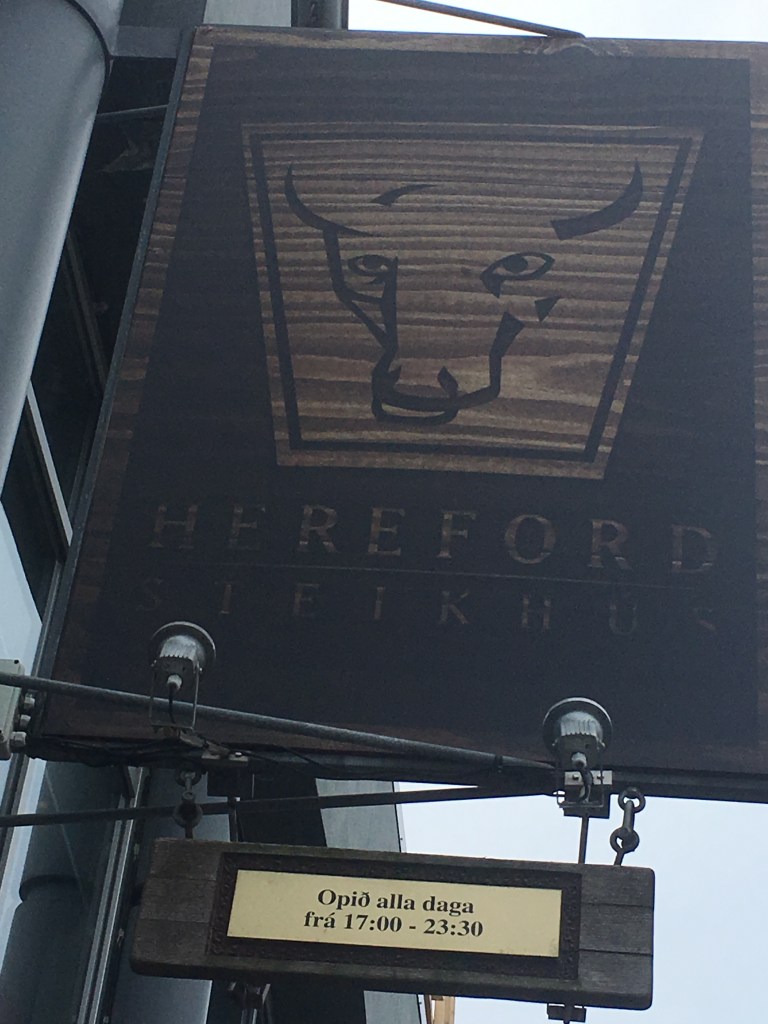 HEREFORD
STEIKHÚS
Opið alla daga
frá 17:00 - 23:30